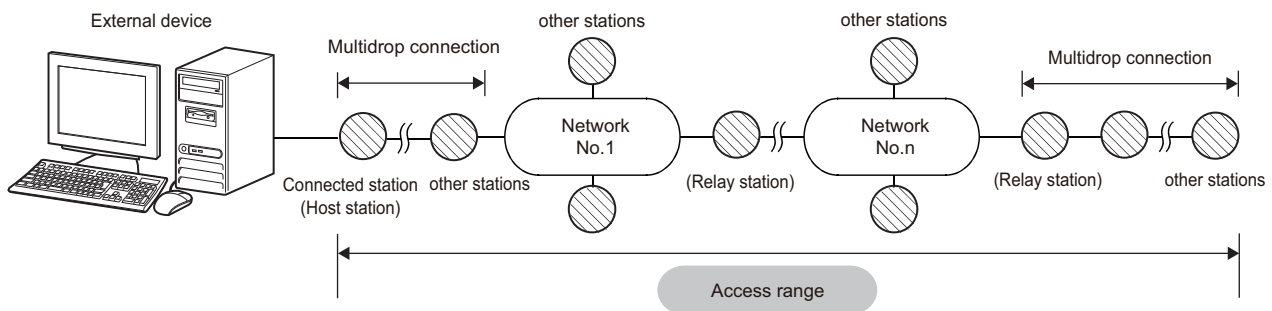 External device
other stations
other stations
Multidrop connection
Multidrop connection
Network
No.1
Network
No.n
Connected station
(Host station)
other stations
(Relay station)
(Relay station)
other stations
Access range